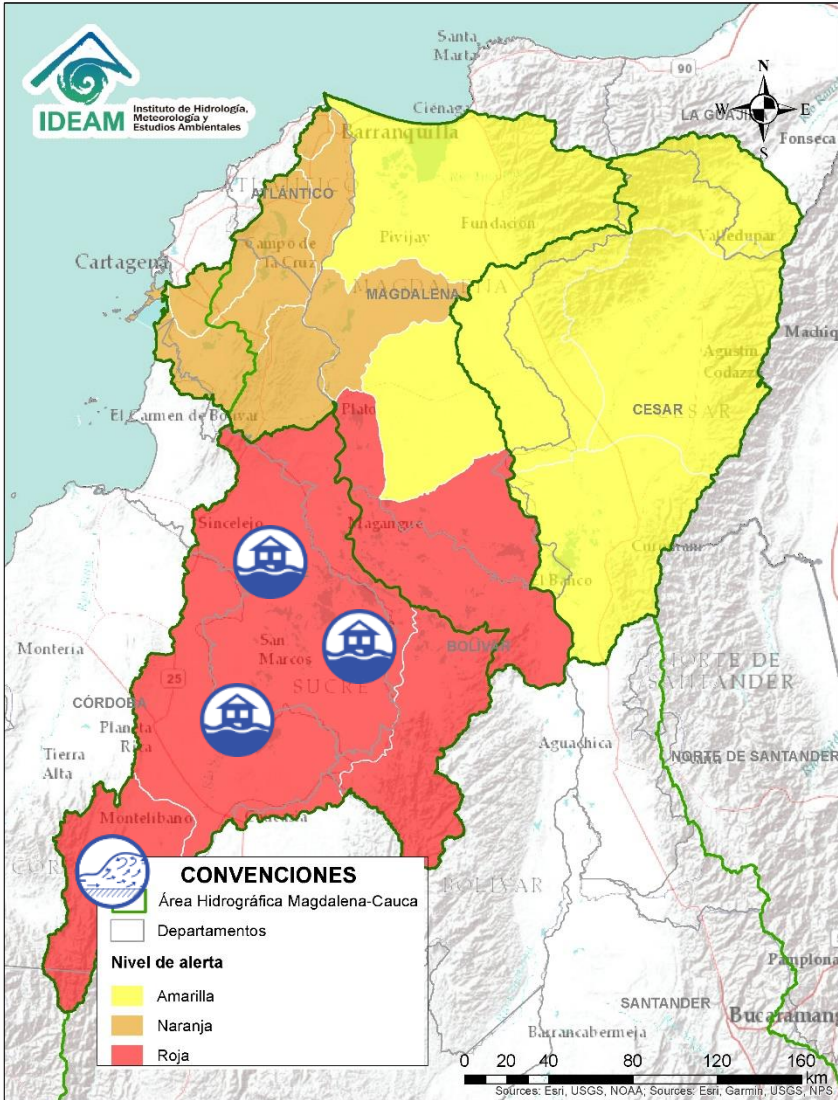 IDEAM
Instituto de Hidrología,
Meteorología y
Estudios Ambientales
Santa
Marta
90
N
W
E
S
LA GUAJIR
Fonseca
Ciénaga
Barranquilla
ATLÁNTICO
Pivijay
Fundación
Valledupar
Campo de
la Cruz
Cartagena
MAGDALENA
Machiq
Agustín
Codazzi
CESAR
El Carmen de Bolívar
Plato
Sincelejo
Magangué
El Banco
San
Marcos
BOLÍVAR
Montería
SUCRE
25
CÓRDOBA
Planeta
Rica
Tierra
Alta
NORTE DE
SANTANDER
Aguachica
NORTE DE SANTANDER
Montelibano
BOLÍVAR
CONVENCIONES
Área Hidrográfica Magdalena-Cauca
Departamentos
Nivel de alerta
Amarilla
Naranja
Roja
Pamplona
SANTANDER
Bucaramang
Barrancabermeja
0 20 40 80 120 160
km
Sources: Esri, USGS, NOAA; Sources: Esri, Garmin, USGS, NPS